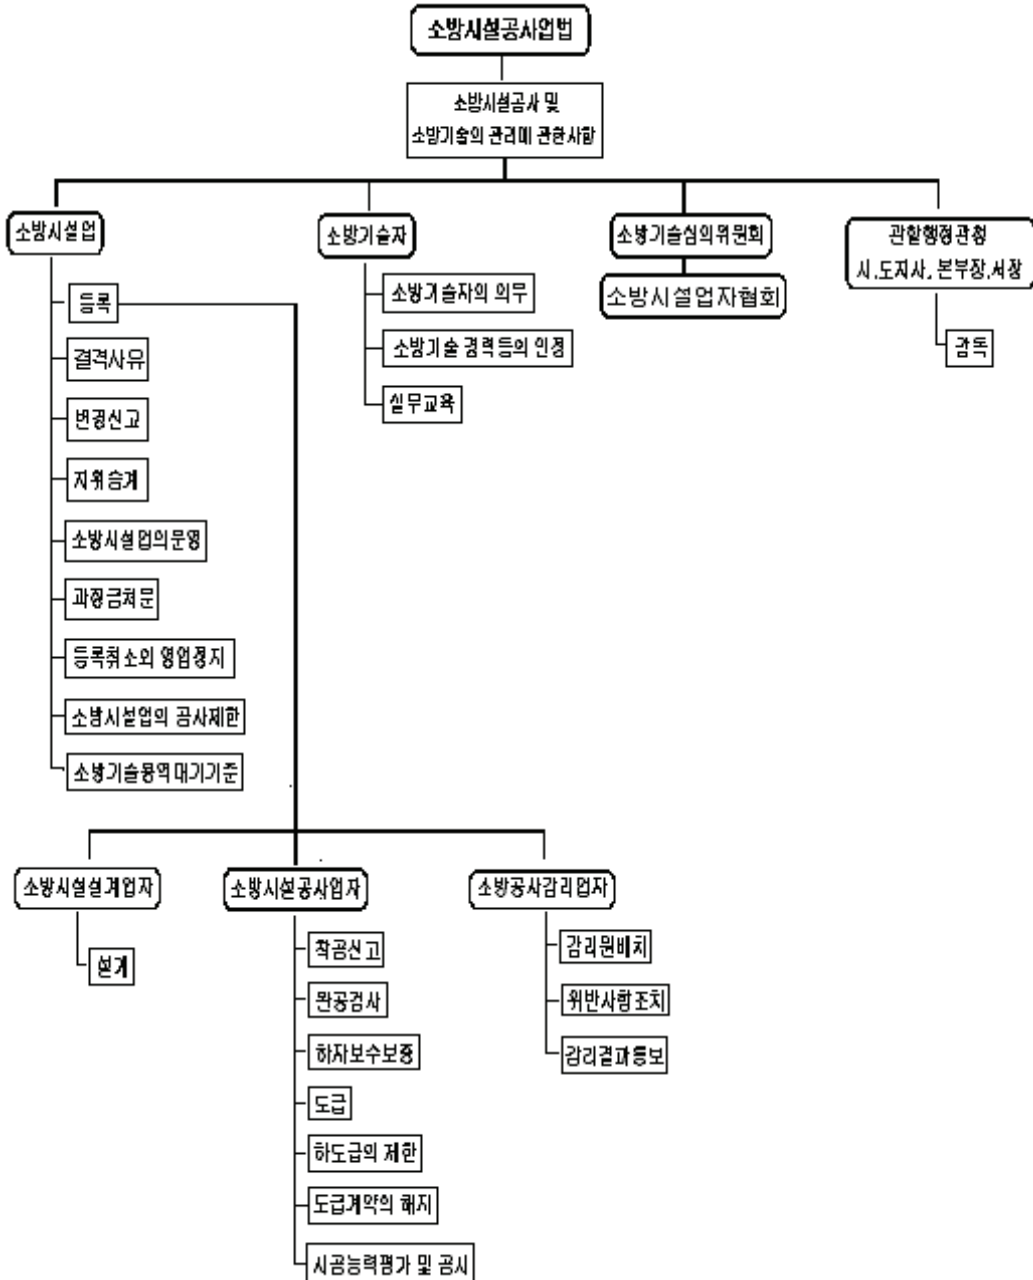 소방시설공사업법
소방시설공사 및
소방기술의 관리에 관한사항
소방시설업
소방기술자
소방기술심의위원회
관할행정관청
시.도지사, 본부장,서장
등록
소방기술자의 의무
소방시설업자협회
결격사유
소방기술 경력등의 인정
감독
변경신고
실무교육
지위승계
소방시설업의운영
과징금처분
등록취소와 영업정지
소방시설업의 공사제한
소방기술용역대가기준
소방시설설계업자
소방시설공사업자
소방공사감리업자
설계
착공신고
감리원배치
완공검사
위반사항조치
하자보수보증
감리결과통보
도급
하도급의 제한
도급계약의 해지
시공능력평가 및 공시